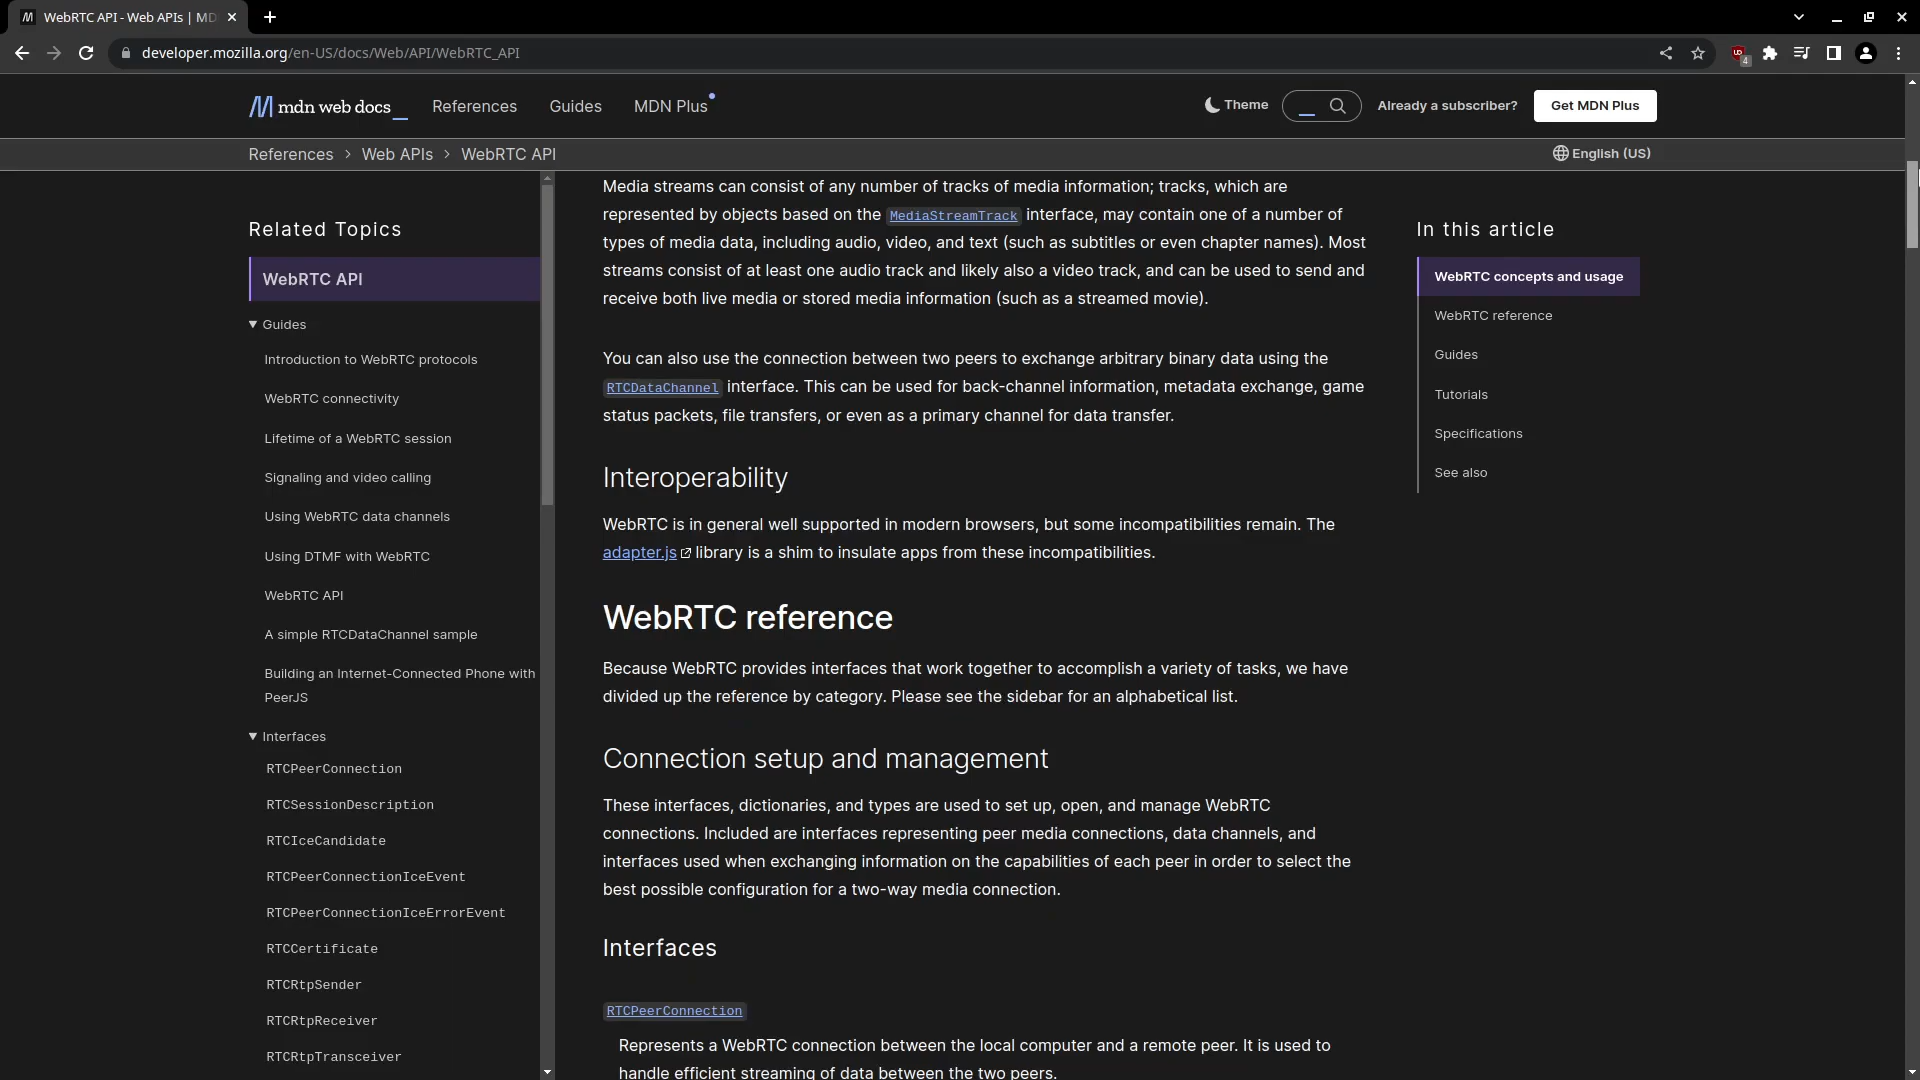 WebRTC API - Web APIs | MD
developer.mozilla.org/en-US/docs/Web/API/WebRTC_API
4
mdn web docs_
References
Guides
MDN Plus
Theme
Already a subscriber?
Get MDN Plus
References > Web APIs > WebRTC API
English (US)
Related Topics
WebRTC API
Guides
Introduction to WebRTC protocols
WebRTC connectivity
Lifetime of a WebRTC session
Signaling and video calling
Using WebRTC data channels
Using DTMF with WebRTC
WebRTC API
A simple RTCDataChannel sample
Building an Internet-Connected Phone with
PeerJS
Interfaces
RTCPeerConnection
RTCSessionDescription
RTCIceCandidate
RTCPeerConnectionIceEvent
RTCPeerConnectionIceErrorEvent
RTCCertificate
RTCRtpSender
RTCRtpReceiver
RTCRtpTransceiver
Media streams can consist of any number of tracks of media information; tracks, which are
represented by objects based on the MediaStreamTrack interface, may contain one of a number of
types of media data, including audio, video, and text (such as subtitles or even chapter names). Most
streams consist of at least one audio track and likely also a video track, and can be used to send and
receive both live media or stored media information (such as a streamed movie).
You can also use the connection between two peers to exchange arbitrary binary data using the
RTCDataChannel interface. This can be used for back-channel information, metadata exchange, game
status packets, file transfers, or even as a primary channel for data transfer.
Interoperability
WebRTC is in general well supported in modern browsers, but some incompatibilities remain. The
adapter.js library is a shim to insulate apps from these incompatibilities.
WebRTC reference
Because WebRTC provides interfaces that work together to accomplish a variety of tasks, we have
divided up the reference by category. Please see the sidebar for an alphabetical list.
Connection setup and management
These interfaces, dictionaries, and types are used to set up, open, and manage WebRTC
connections. Included are interfaces representing peer media connections, data channels, and
interfaces used when exchanging information on the capabilities of each peer in order to select the
best possible configuration for a two-way media connection.
Interfaces
RTCPeerConnection
Represents a WebRTC connection between the local computer and a remote peer. It is used to
handle efficient streaming of data between the two peers.
In this article
WebRTC concepts and usage
WebRTC reference
Guides
Tutorials
Specifications
See also